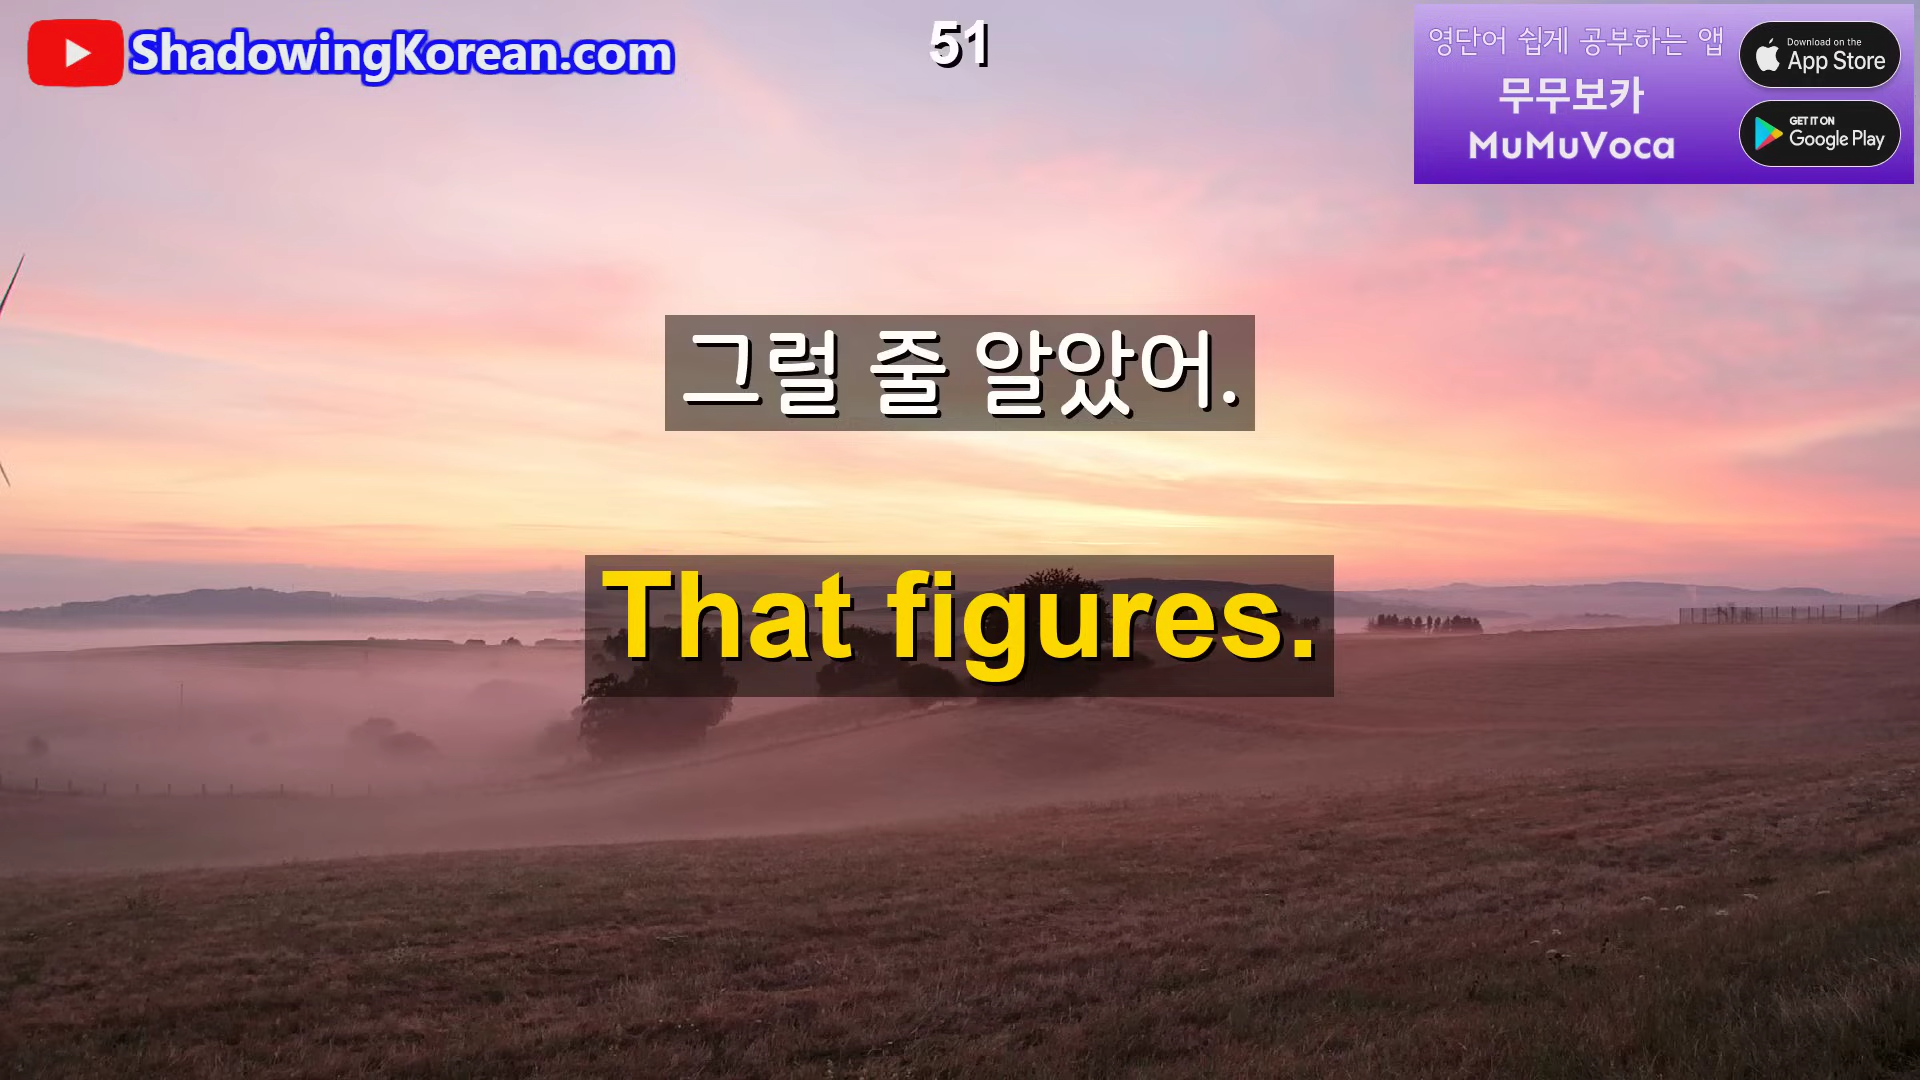 ShadowingKorean.com
51
영단어 쉽게 공부하는 앱
무무보카
MuMuVoca
Download on the
App Store
GET IT ON
Google Play
그럴 줄 알았어.
That figures.